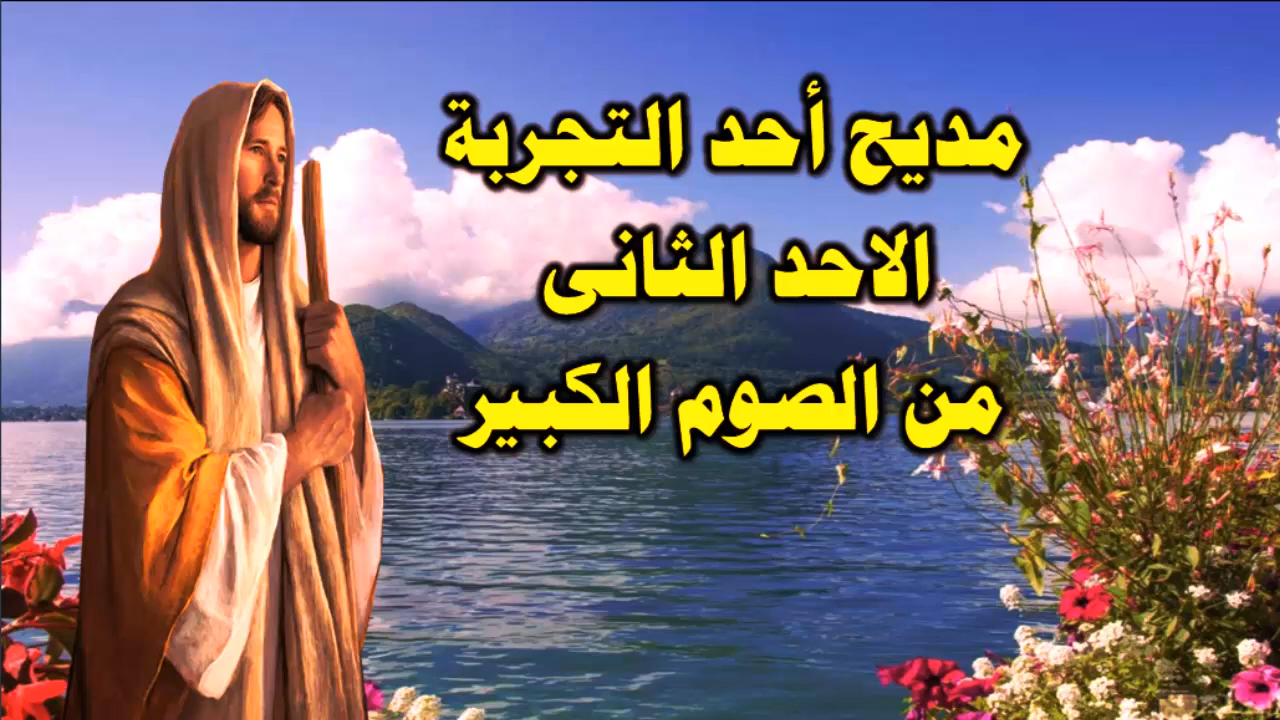 مديح أحد التجربة
الاحد الثانى
من الصوم الكبير